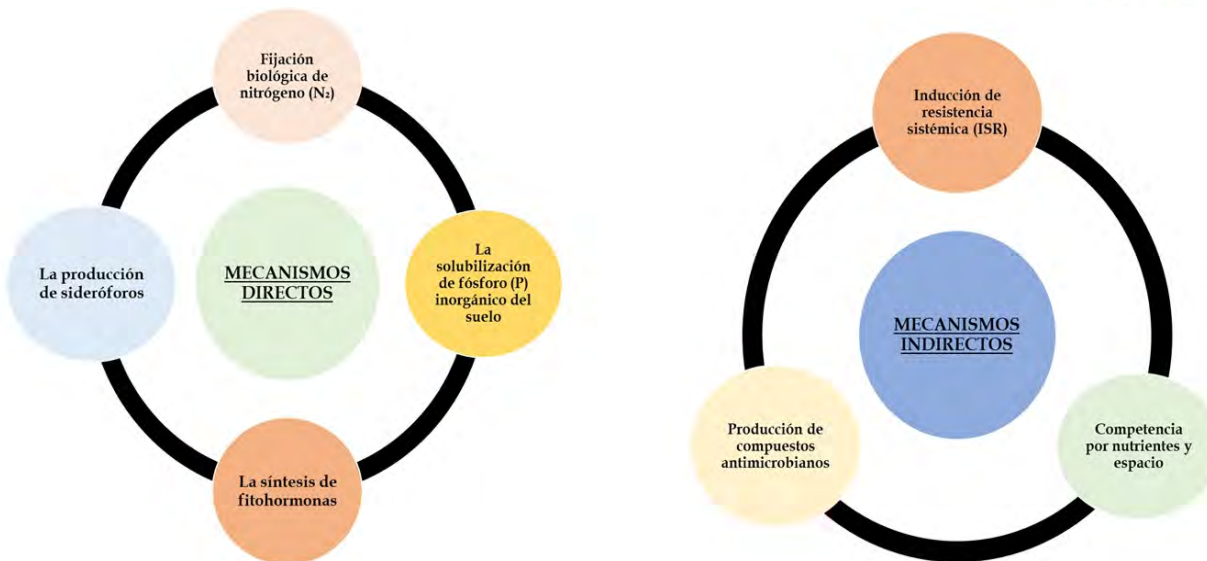 Fijación
biológica de
nitrógeno (N₂)
La producción
de sideróforos
MECANISMOS
DIRECTOS
La
solubilización
de fósforo (P)
inorgánico del
suelo
La síntesis de
fitohormonas
Inducción de
resistencia
sistémica (ISR)
MECANISMOS
INDIRECTOS
Producción de
compuestos
antimicrobianos
Competencia
por nutrientes y
espacio